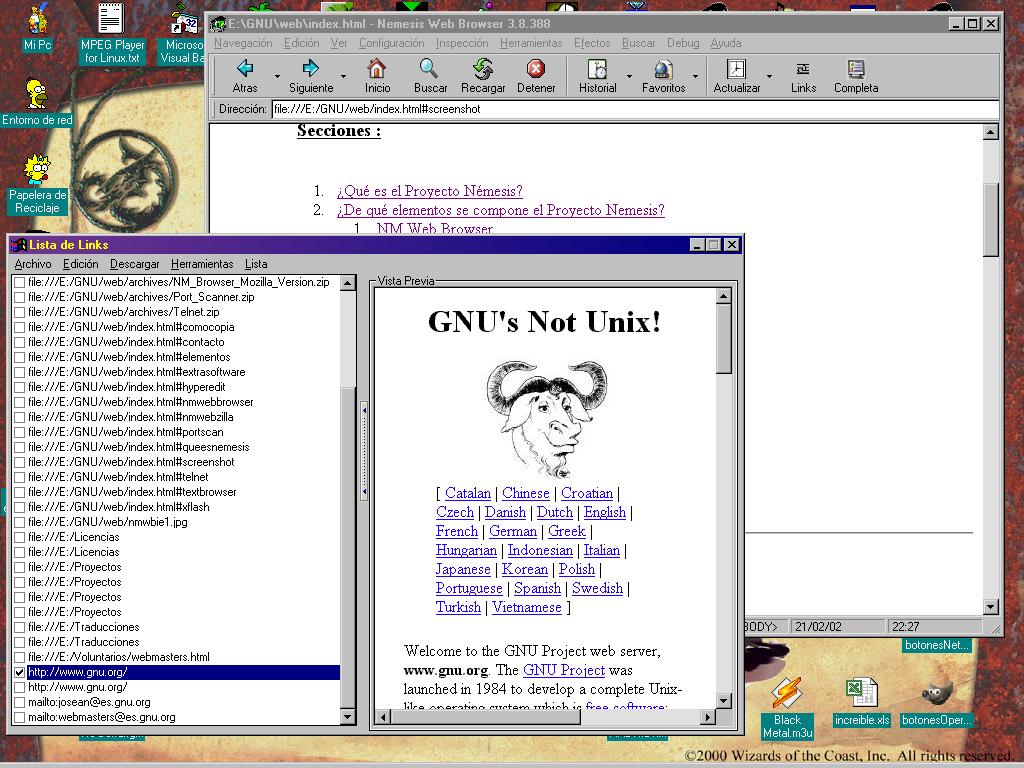 Mi Pc
MPEG Player
for Linux.txt
Microso
Visual Ba
Entorno de red
Papelera de
Reciclaje
E:\GNU\web\index.html - Nemesis Web Browser 3.8.388
Navegación Edición Ver Configuración Inspección Herramientas Efectos Buscar Debug Ayuda
Atras Siguiente Inicio Buscar Recargar Detener Historial Favoritos Actualizar Links Completa
Dirección: file:///E:/GNU/web/index.html#screenshot
Secciones :
1. ¿Qué es el Proyecto Némesis?
2. ¿De qué elementos se compone el Proyecto Nemesis?
1. NM Web Browser
Lista de Links
Archivo Edición Descargar Herramientas Lista
file:///E:/GNU/web/archives/NM_Browser_Mozilla_Version.zip
file:///E:/GNU/web/archives/Port_Scanner.zip
file:///E:/GNU/web/archives/Telnet.zip
file:///E:/GNU/web/index.html#comocopia
file:///E:/GNU/web/index.html#contacto
file:///E:/GNU/web/index.html#elementos
file:///E:/GNU/web/index.html#extrasoftware
file:///E:/GNU/web/index.html#hyperedit
file:///E:/GNU/web/index.html#nmwebbrowser
file:///E:/GNU/web/index.html#nmwebzilla
file:///E:/GNU/web/index.html#portscan
file:///E:/GNU/web/index.html#queesnemesis
file:///E:/GNU/web/index.html#screenshot
file:///E:/GNU/web/index.html#telnet
file:///E:/GNU/web/index.html#textbrowser
file:///E:/GNU/web/index.html#xflash
file:///E:/GNU/web/nmwbie1.jpg
file:///E:/Licencias
file:///E:/Licencias
file:///E:/Proyectos
file:///E:/Proyectos
file:///E:/Proyectos
file:///E:/Proyectos
file:///E:/Traducciones
file:///E:/Traducciones
file:///E:/Voluntarios/webmasters.html
http://www.gnu.org/
http://www.gnu.org/
mailto:josean@es.gnu.org
mailto:webmasters@es.gnu.org
Vista Previa
GNU's Not Unix!
[ Catalan | Chinese | Croatian |
Czech | Danish | Dutch | English |
French | German | Greek |
Hungarian | Indonesian | Italian |
Japanese | Korean | Polish |
Portuguese | Spanish | Swedish |
Turkish | Vietnamese ]
Welcome to the GNU Project web server,
www.gnu.org. The GNU Project was
launched in 1984 to develop a complete Unix-
like operating system which is free software:
BODY> 21/02/02 22:27
botonesNet...
Black
Metal.m3u
increible.xls
botonesOper...
©2000 Wizards of the Coast, Inc. All rights reserved.